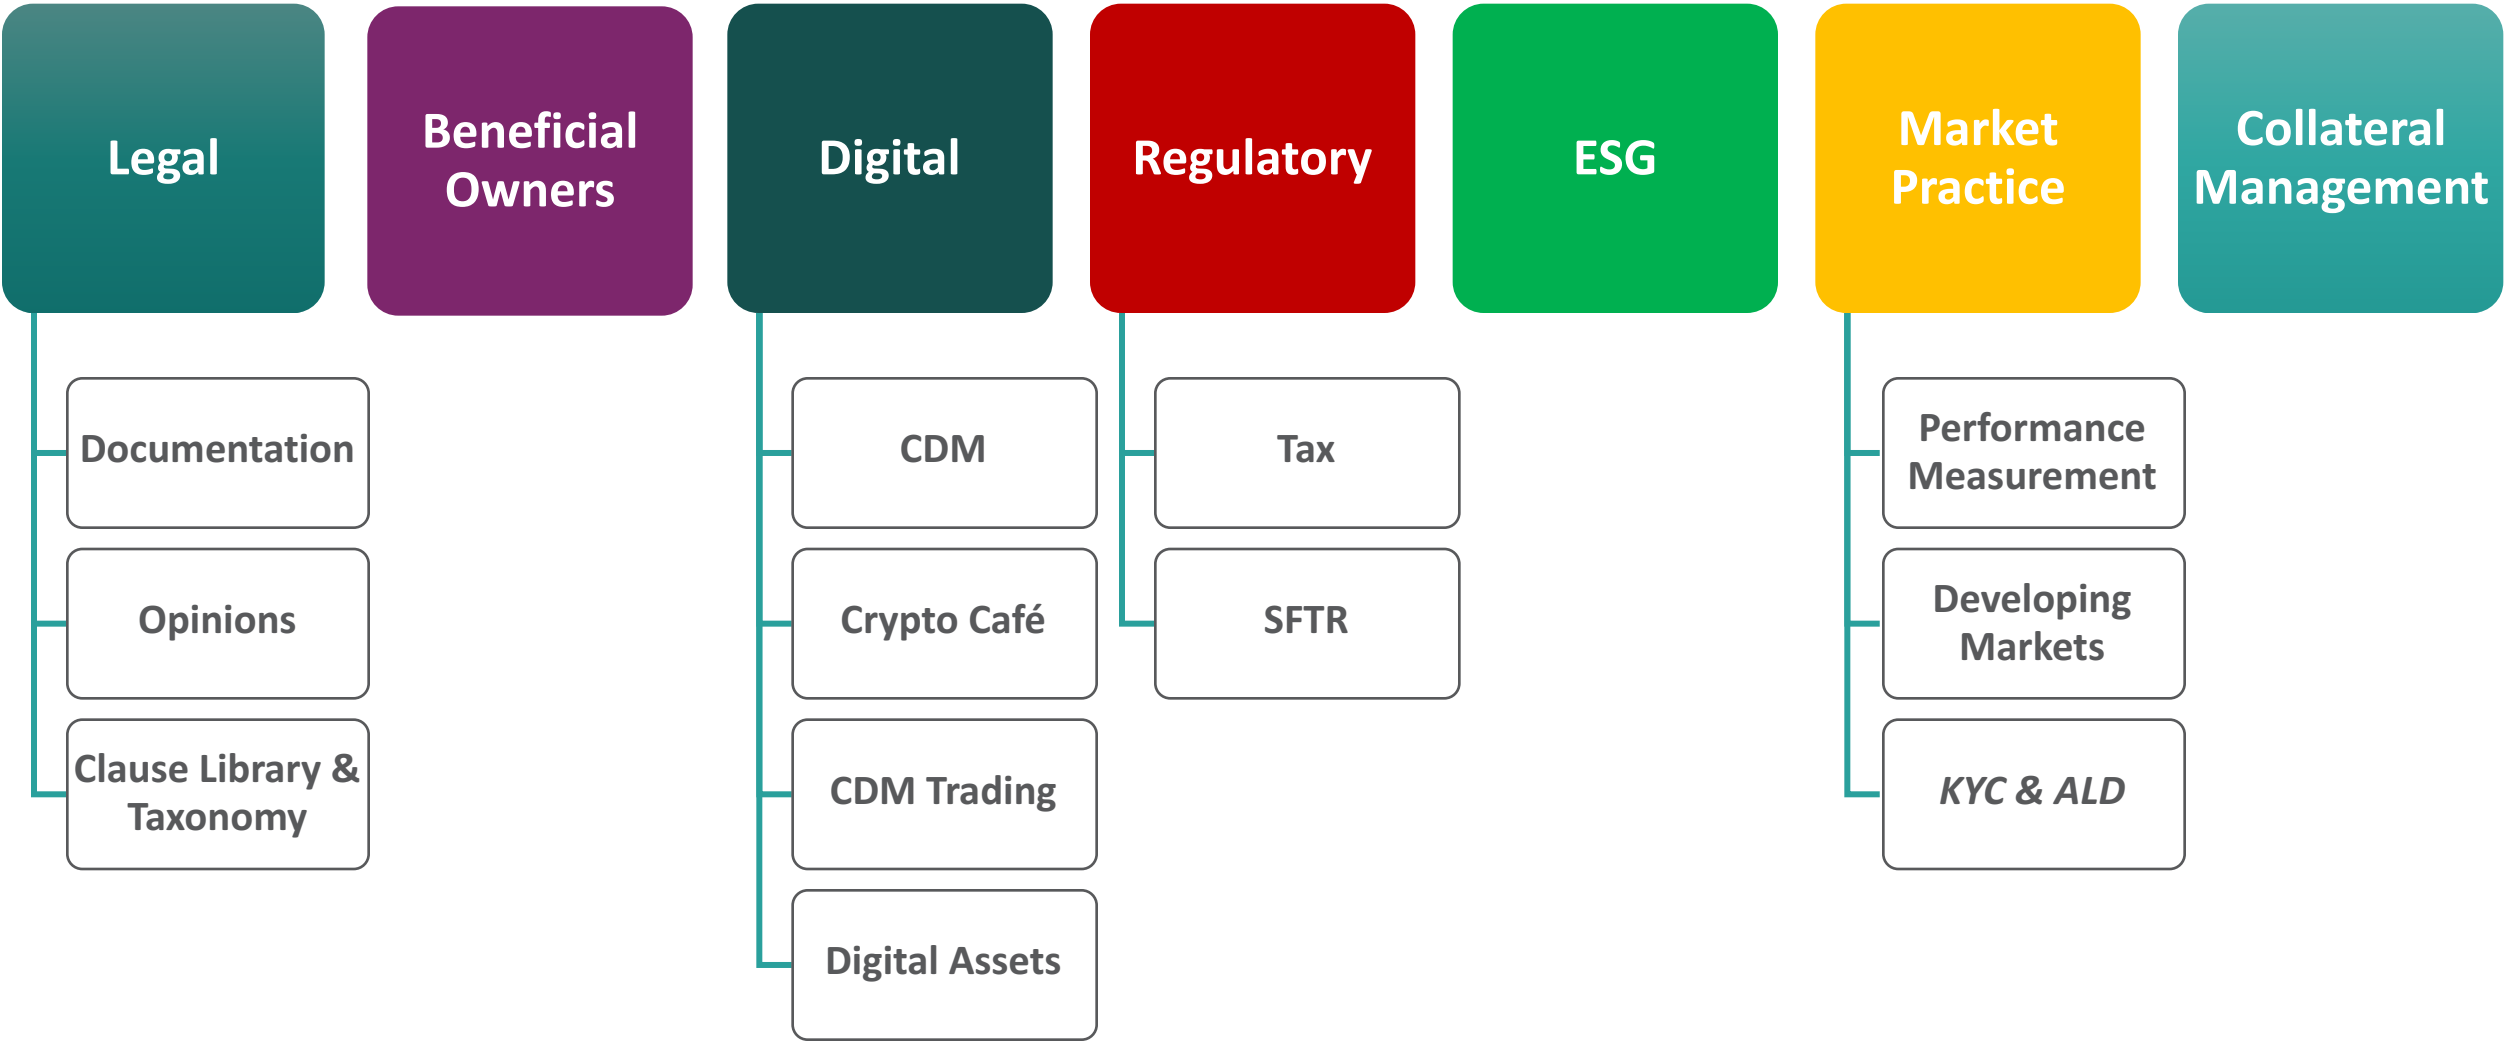 Legal
Beneficial
Owners
Digital
Regulatory
ESG
Market
Practice
Collateral
Management
Documentation
Opinions
Clause Library &
Taxonomy
CDM
Crypto Café
CDM Trading
Digital Assets
Tax
SFTR
Performance
Measurement
Developing
Markets
KYC & ALD